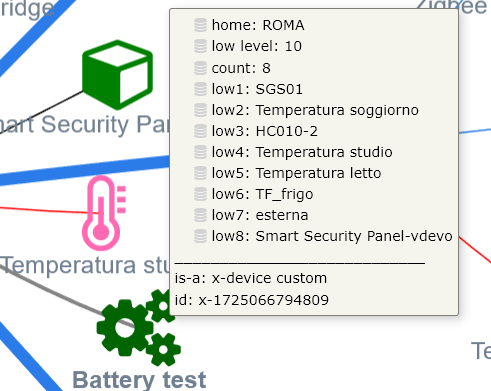 ridge
Zigbee
home: ROMA
low level: 10
count: 8
low1: SGS01
low2: Temperatura soggiorno
low3: HC010-2
low4: Temperatura studio
low5: Temperatura letto
low6: TF_frigo
low7: esterna
low8: Smart Security Panel-vdevo
is-a: x-device custom
id: x-1725066794809
mart Security Pa
Temperatura stu
Battery test
Te